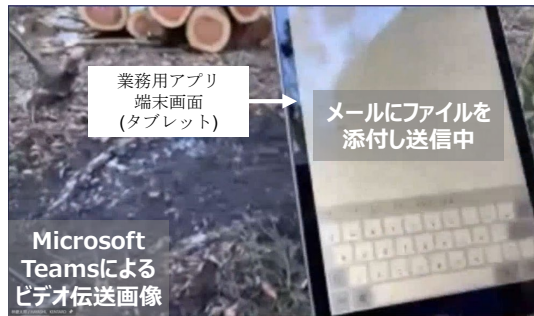 業務用アプリ
端末画面
(タブレット)
メールにファイルを
添付し送信中
Microsoft
Teamsによる
ビデオ伝送画像